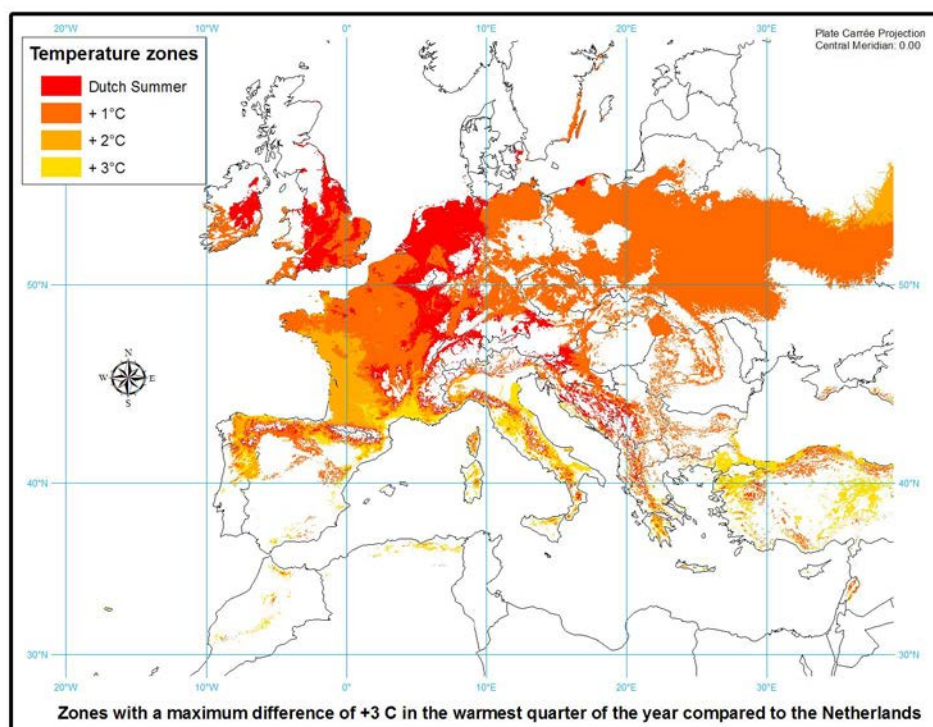 20°W 10°W 0° 10°E 20°E 30°E
Plate Carrée Projection
Central Meridian: 0.00
Temperature zones
Dutch Summer
+ 1°C
+ 2°C
+ 3°C
50°N 50°N
N
W E
S
40°N 40°N
30°N 30°N
20°W 10°W 0° 10°E 20°E 30°E
Zones with a maximum difference of +3 C in the warmest quarter of the year compared to the Netherlands